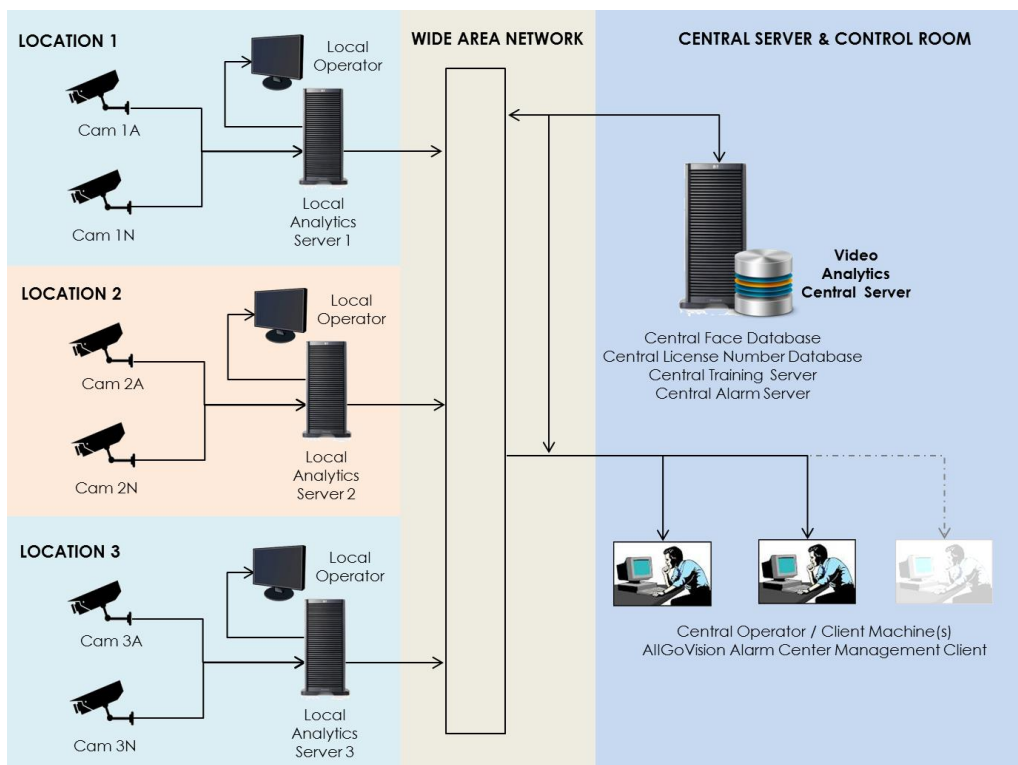 LOCATION 1
Local
Operator
Cam 1A
Cam 1N
Local
Analytics
Server 1
LOCATION 2
Local
Operator
Cam 2A
Cam 2N
Local
Analytics
Server 2
LOCATION 3
Local
Operator
Cam 3A
Cam 3N
Local
Analytics
Server 3
WIDE AREA NETWORK
CENTRAL SERVER & CONTROL ROOM
Video
Analytics
Central Server
Central Face Database
Central License Number Database
Central Training Server
Central Alarm Server
Central Operator / Client Machine(s)
AllGoVision Alarm Center Management Client